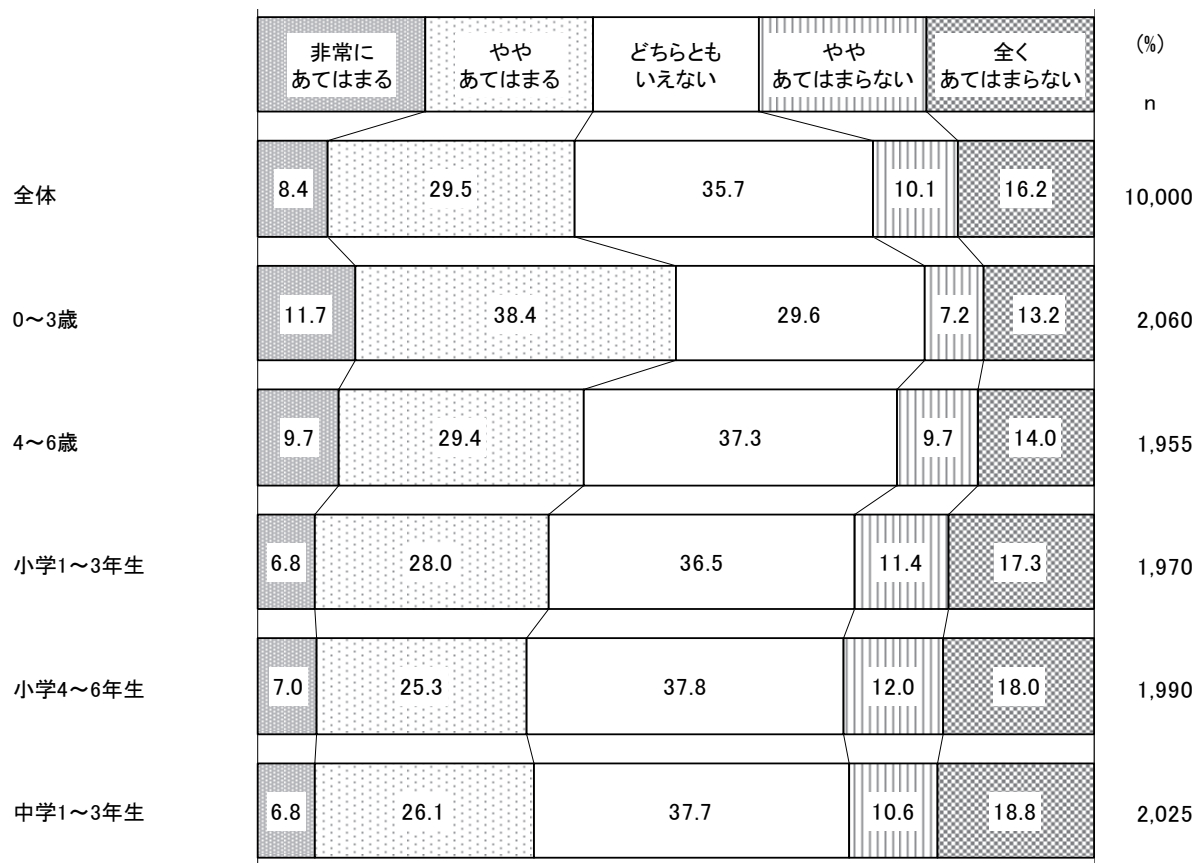 非常に
あてはまる
やや
あてはまる
どちらとも
いえない
やや
あてはまらない
全く
あてはまらない
(%)
n
全体 8.4 29.5 35.7 10.1 16.2 10,000
0～3歳 11.7 38.4 29.6 7.2 13.2 2,060
4～6歳 9.7 29.4 37.3 9.7 14.0 1,955
小学1～3年生 6.8 28.0 36.5 11.4 17.3 1,970
小学4～6年生 7.0 25.3 37.8 12.0 18.0 1,990
中学1～3年生 6.8 26.1 37.7 10.6 18.8 2,025